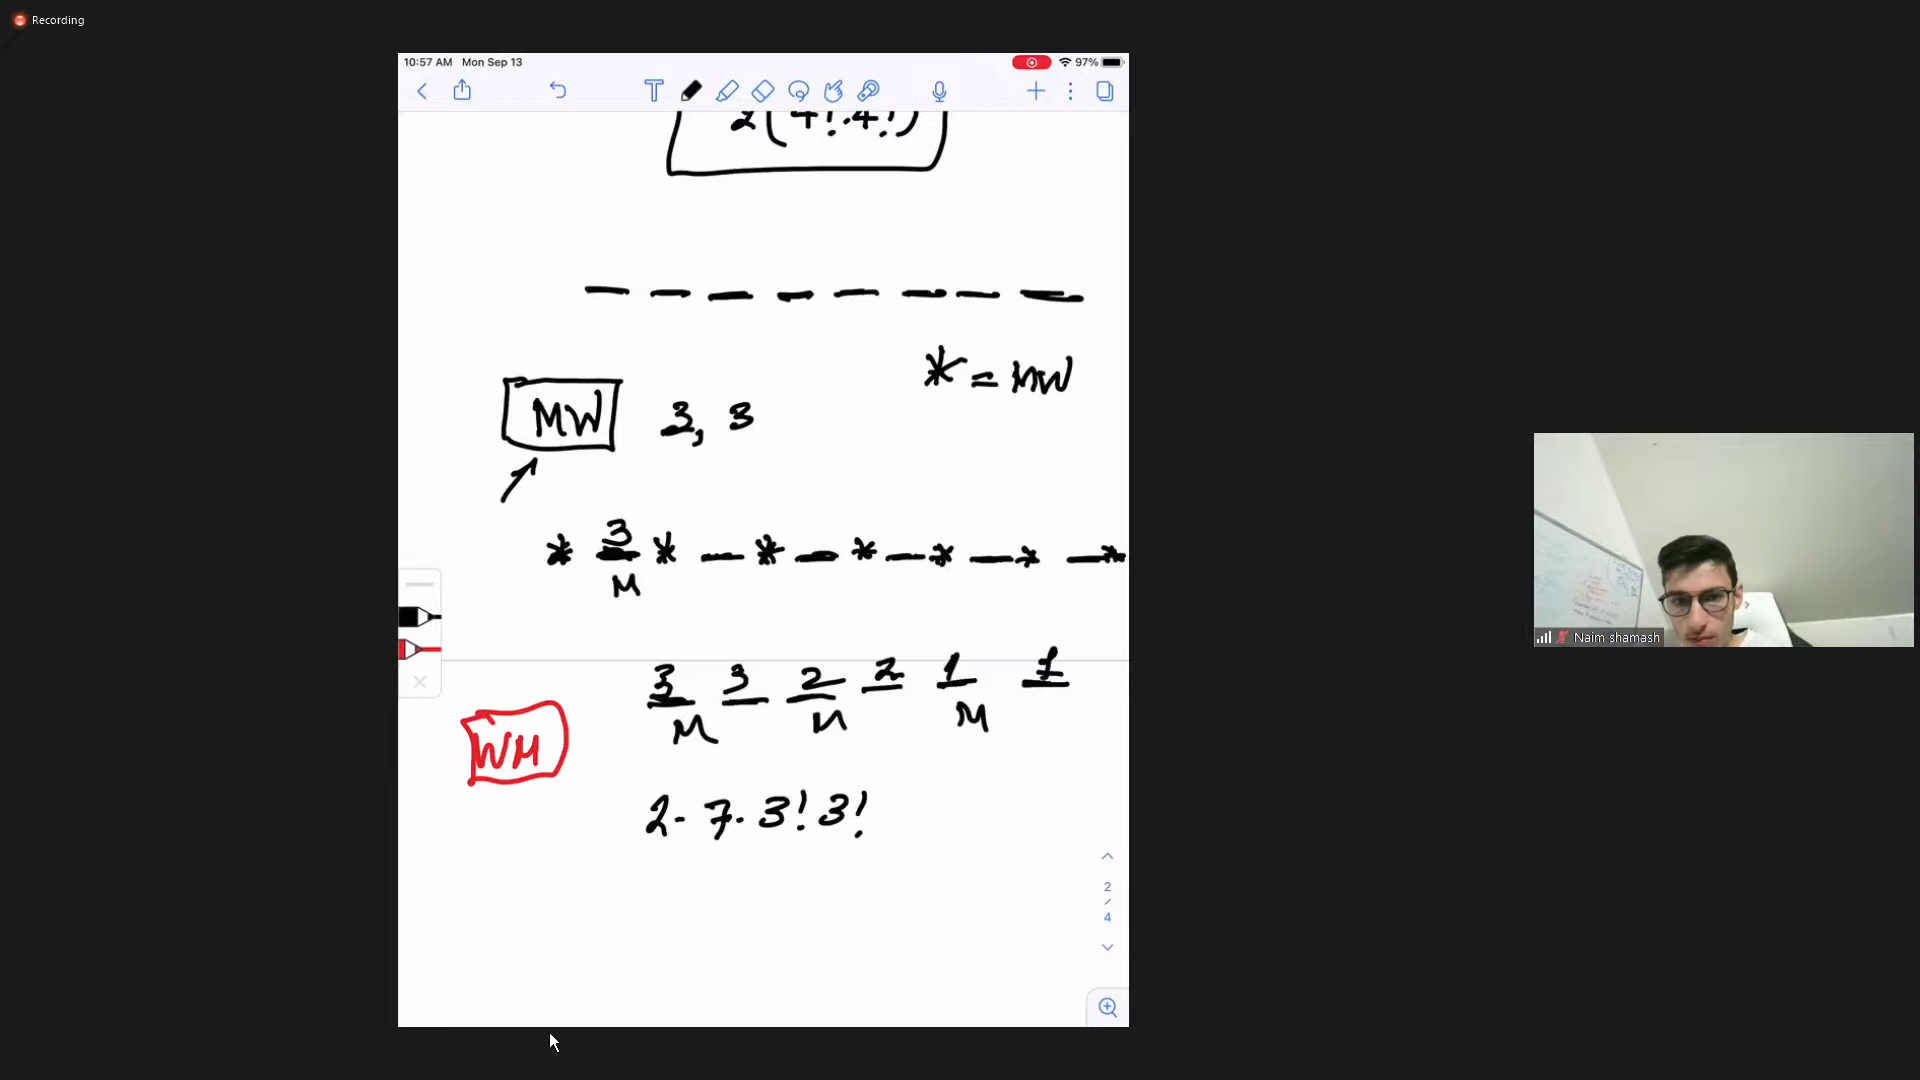 Recording
10:57 AM Mon Sep 13
97%
2(4!·4!)
* = MW
MW 3, 3
* 3 * — * — * — * — * — *
M
3 3 2 2 1 1
M M M
WM
2· 7· 3! 3!
2
/
4
Naim shamash